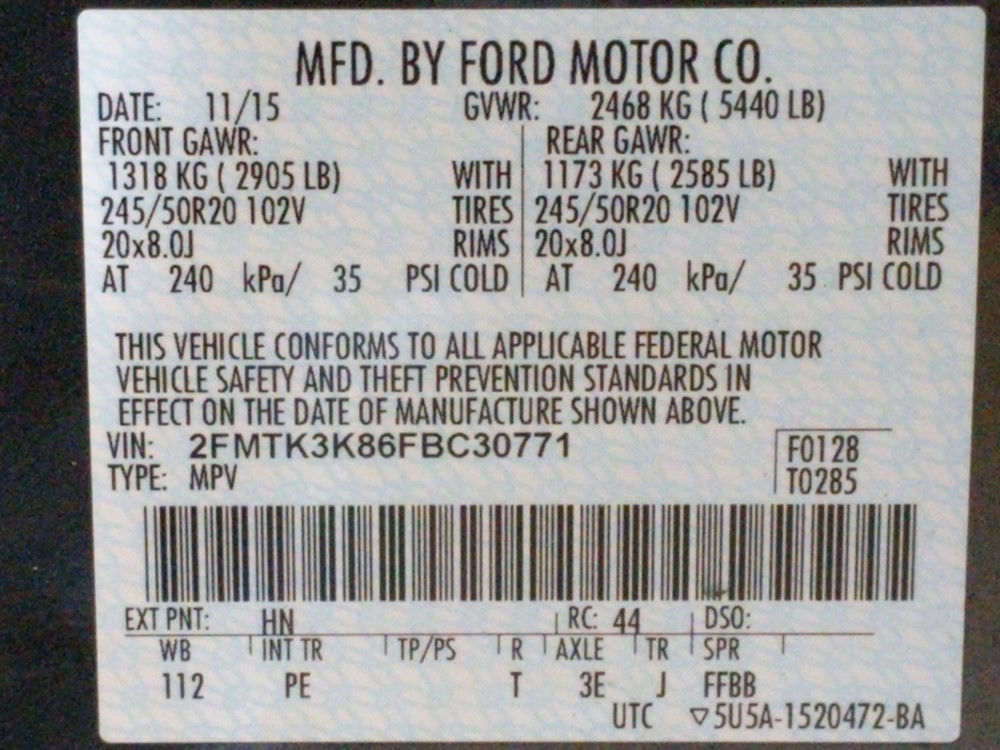 MFD. BY FORD MOTOR CO.
DATE: 11/15 GVWR: 2468 KG ( 5440 LB)
FRONT GAWR: REAR GAWR:
1318 KG ( 2905 LB) WITH 1173 KG ( 2585 LB) WITH
245/50R20 102V TIRES 245/50R20 102V TIRES
20x8.0J RIMS 20x8.0J RIMS
AT 240 kPa/ 35 PSI COLD AT 240 kPa/ 35 PSI COLD
THIS VEHICLE CONFORMS TO ALL APPLICABLE FEDERAL MOTOR
VEHICLE SAFETY AND THEFT PREVENTION STANDARDS IN
EFFECT ON THE DATE OF MANUFACTURE SHOWN ABOVE.
VIN: 2FMTK3K86FBC30771 F0128
TYPE: MPV T0285
EXT PNT: HN RC: 44 DSO:
WB INT TR TP/PS R AXLE TR SPR
112 PE T 3E J FFBB
UTC ▽5U5A-1520472-BA